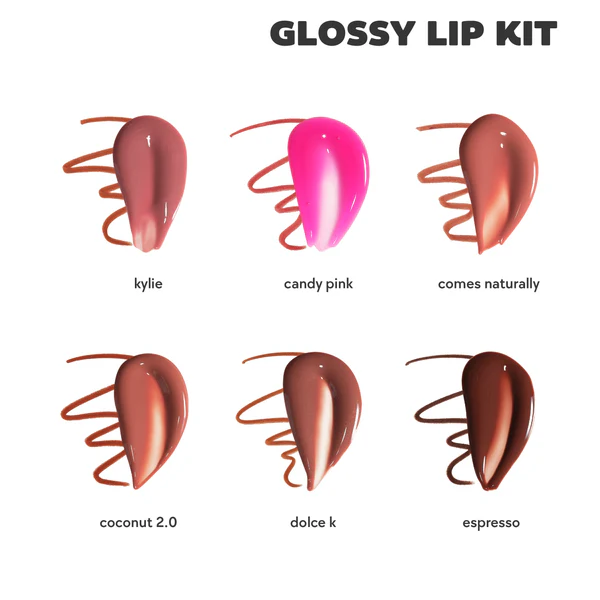 GLOSSY LIP KIT
kylie
candy pink
comes naturally
coconut 2.0
dolce k
espresso